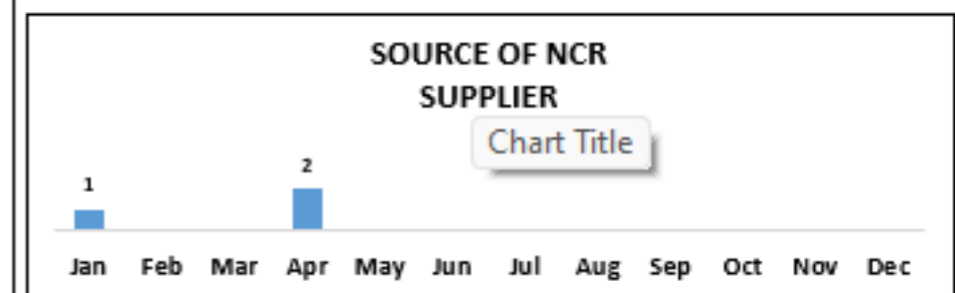 SOURCE OF NCR
SUPPLIER
Chart Title
1
2
Jan Feb Mar Apr May Jun Jul Aug Sep Oct Nov Dec